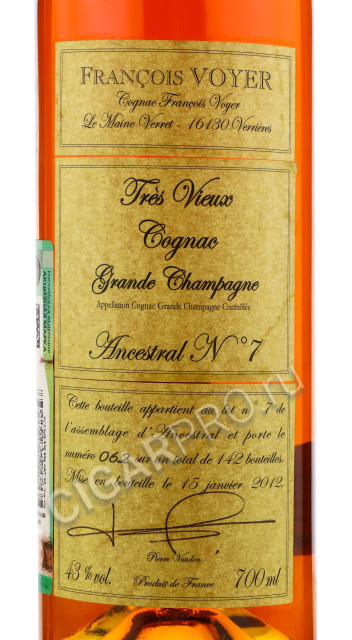 FRANÇOIS VOYER
Cognac François Voyer
Le Maine Verret - 16130 Verrières
Très Vieux
Cognac
Grande Champagne
Appellation Cognac Grande Champagne Contrôlée
Ancestral N°7
Cette bouteille appartient au lot n° 7 de
l'assemblage d'Ancestral et porte le
numéro 062 sur un total de 142 bouteilles.
Mise en bouteille le 15 janvier 2012.
Pierre Vaudon
43 % vol. Produit de France 700 ml
CIGARPRO.RU